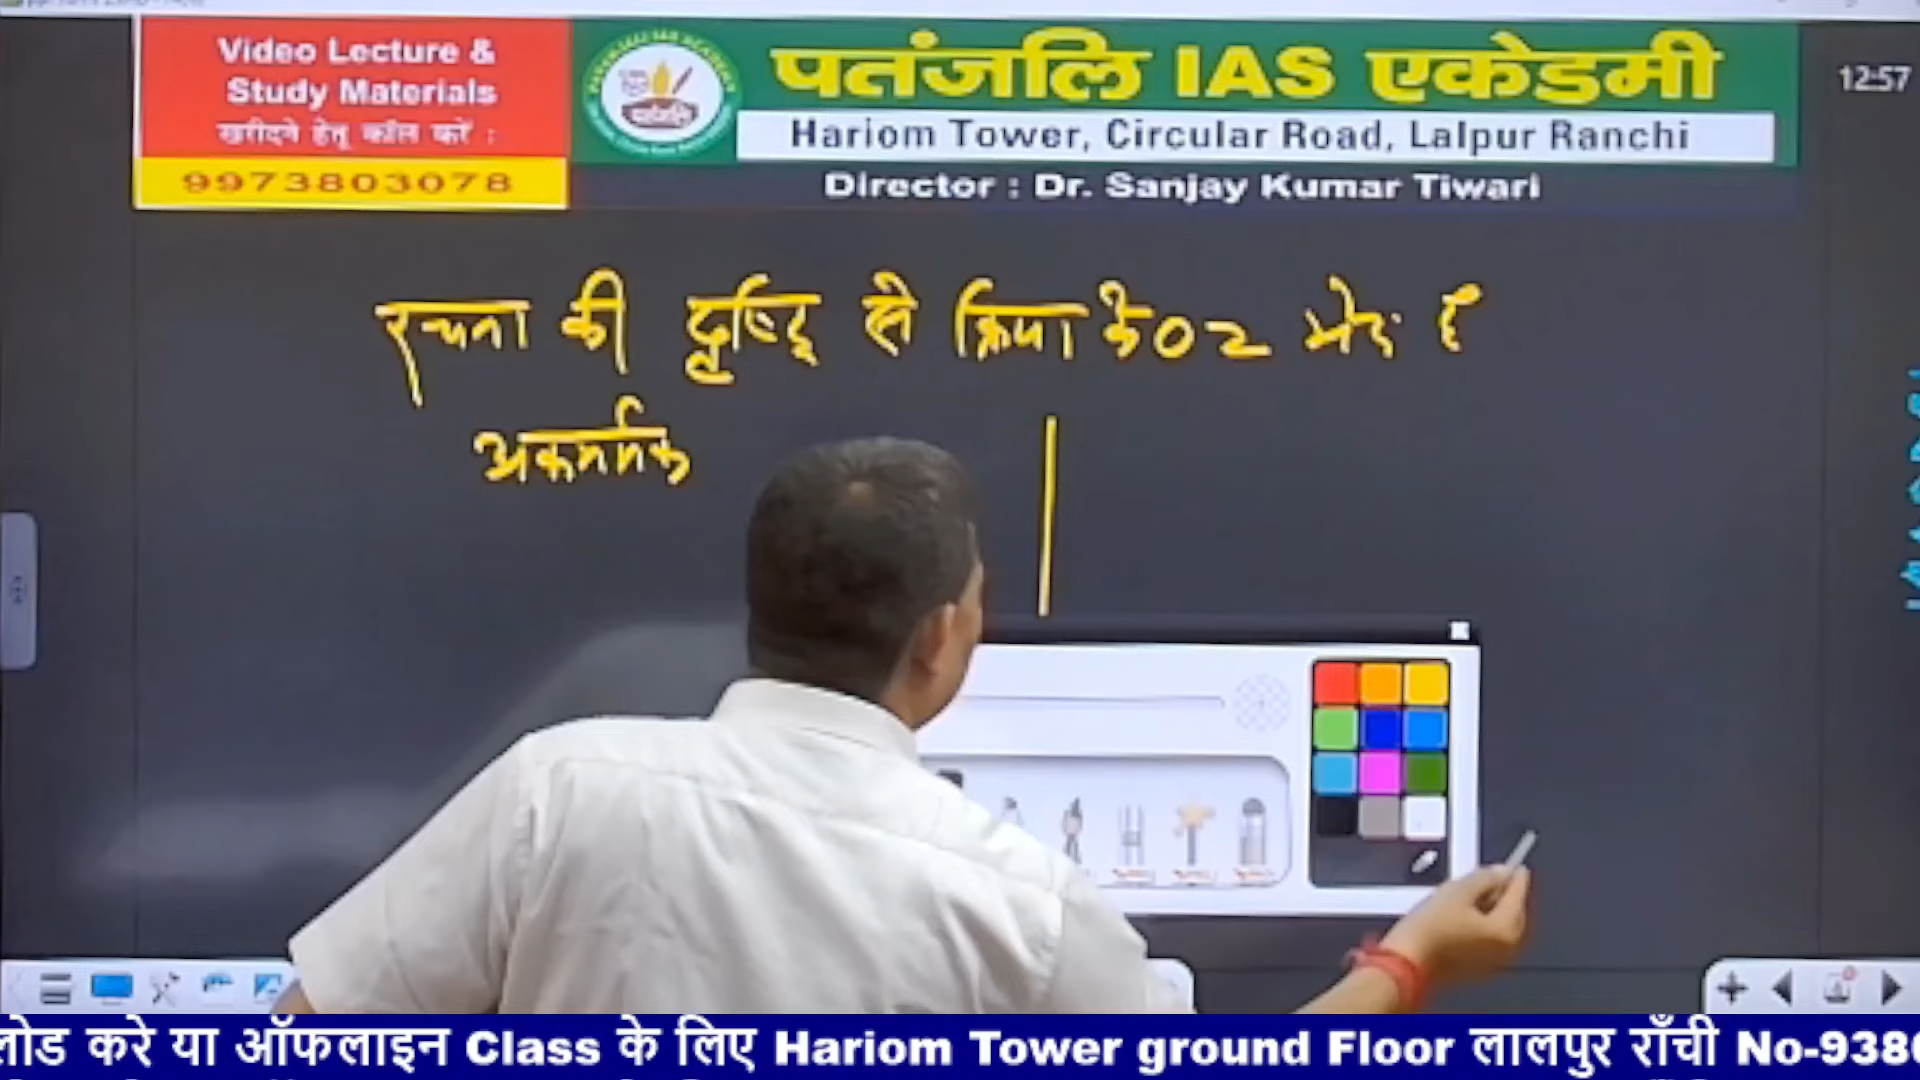 Video Lecture &
Study Materials
खरीदने हेतू कॉल करें :
9973803078
पतंजलि IAS एकेडमी
Hariom Tower, Circular Road, Lalpur Ranchi
Director : Dr. Sanjay Kumar Tiwari
12:57
रचना की दृष्टि से क्रिया के 02 भेद हैं
अकर्मक
लोड करे या ऑफलाइन Class के लिए Hariom Tower ground Floor लालपुर राँची No-938